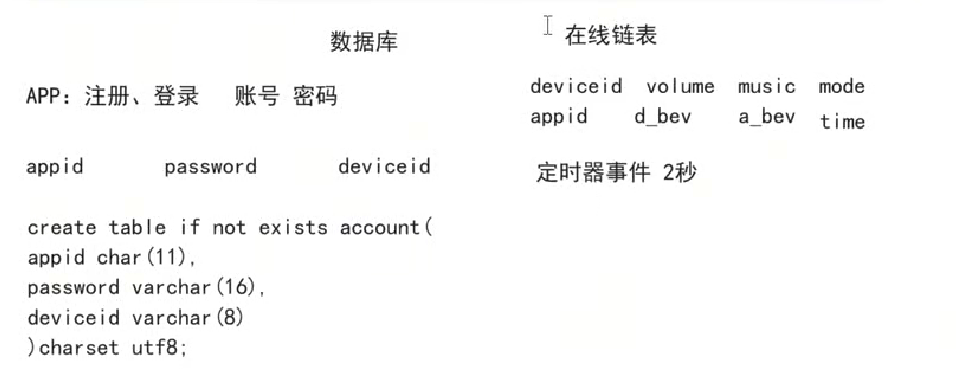 数据库
APP：注册、登录 账号 密码
appid password deviceid
create table if not exists account(
appid char(11),
password varchar(16),
deviceid varchar(8)
)charset utf8;
在线链表
deviceid volume music mode
appid d_bev a_bev time
定时器事件 2秒